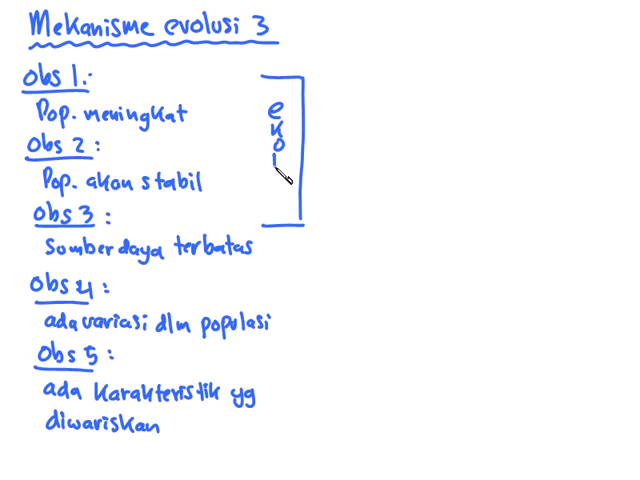 Mekanisme evolusi 3
Obs 1:
Pop. meningkat
Obs 2:
Pop. akan stabil
Obs 3:
Sumber daya terbatas
Obs 4:
ada variasi dlm populasi
Obs 5:
ada karakteristik yg
diwariskan
ekol